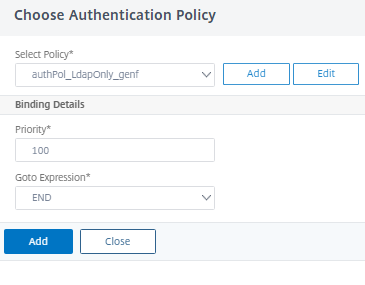 Choose Authentication Policy
Select Policy*
authPol_LdapOnly_genf
Add
Edit
Binding Details
Priority*
100
Goto Expression*
END
Add
Close